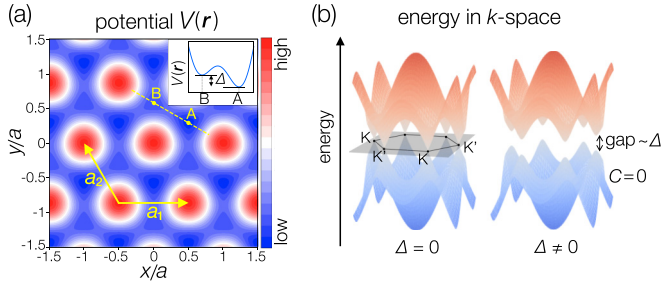 (a) potential V(r)
high
low
1.5
1
0.5
0
-0.5
-1
-1.5
y/a
-1.5 -1 -0.5 0 0.5 1 1.5
x/a
B
A
a₂
a₁
V(r)
Δ
B A
(b) energy in k-space
energy
K K' K K' K'
gap~Δ
C=0
Δ = 0 Δ ≠ 0